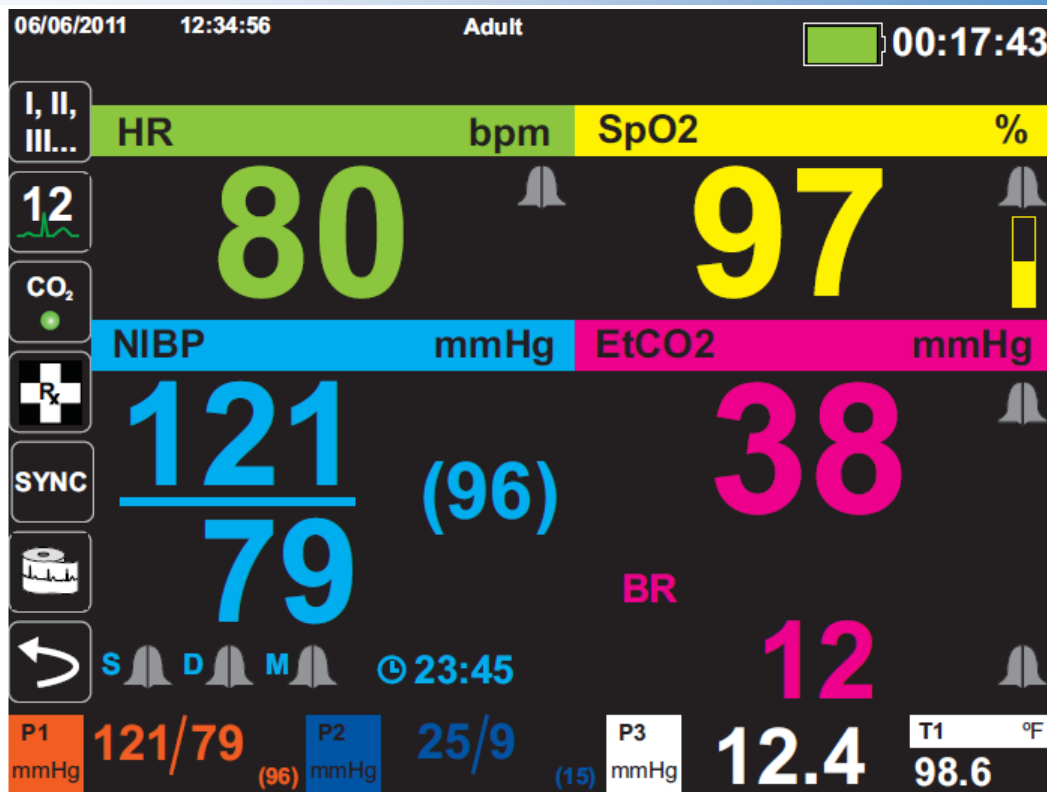 06/06/2011 12:34:56 Adult 00:17:43
I, II,
III...
HR bpm SpO2 %
80 97
12
CO₂
NIBP mmHg EtCO2 mmHg
121 (96) 38
79
Rx
SYNC
BR
12
S D M 23:45
P1 mmHg 121/79 (96)
P2 mmHg 25/9 (15)
P3 mmHg 12.4
T1 ºF
98.6